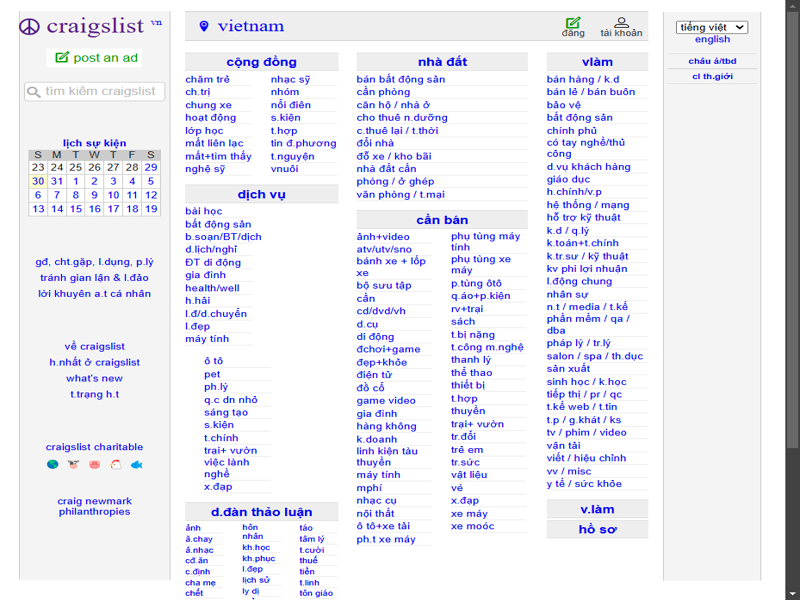 craigslist vn
post an ad
tìm kiếm craigslist
lịch sự kiện
S M T W T F S
23 24 25 26 27 28 29
30 31 1 2 3 4 5
6 7 8 9 10 11 12
13 14 15 16 17 18 19
gđ, cht.gặp, l.dụng, p.lý
tránh gian lận & l.đảo
lời khuyên a.t cá nhân
về craigslist
h.nhất ở craigslist
what's new
t.trạng h.t
craigslist charitable
craig newmark
philanthropies
vietnam
đăng
tài khoản
cộng đồng
chăm trẻ
ch.trị
chung xe
hoạt động
lớp học
mất liên lạc
mất+tìm thấy
nghệ sỹ
nhạc sỹ
nhóm
nổi điên
s.kiện
t.hợp
tin đ.phương
t.nguyện
vnuôi
dịch vụ
bài học
bất động sản
b.soạn/BT/dịch
d.lịch/nghỉ
ĐT di động
gia đình
health/well
h.hải
l.đ/d.chuyển
l.đẹp
máy tính
ô tô
pet
ph.lý
q.c dn nhỏ
sáng tạo
s.kiện
t.chính
trại+ vườn
việc lành
nghề
x.đạp
d.đàn thảo luận
ảnh
ă.chay
â.nhạc
cđ.ăn
c.định
cha mẹ
chết
hôn
nhân
kh.học
kh.phục
l.đẹp
lịch sử
ly dị
táo
tâm lý
t.cười
thuế
tiền
t.linh
tôn giáo
nhà đất
bán bất động sản
cần phòng
căn hộ / nhà ở
cho thuê n.dưỡng
c.thuê lại / t.thời
đổi nhà
đỗ xe / kho bãi
nhà đất cần
phòng / ở ghép
văn phòng / t.mại
cần bán
ảnh+video
atv/utv/sno
bánh xe + lốp
xe
bộ sưu tập
cần
cd/dvd/vh
d.cụ
di động
đchơi+game
đẹp+khỏe
điện tử
đồ cổ
game video
gia đình
hàng không
k.doanh
linh kiện tàu
thuyền
máy tính
mphí
nhạc cụ
nội thất
ô tô+xe tải
ph.t xe máy
phụ tùng máy
tính
phụ tùng xe
máy
p.tùng ôtô
q.áo+p.kiện
rv+trại
sách
t.bị nặng
t.công m.nghệ
thanh lý
thể thao
thiết bị
t.hợp
thuyền
trại+ vườn
tr.đổi
trẻ em
tr.sức
vật liệu
vé
x.đạp
xe máy
xe moóc
vlàm
bán hàng / k.d
bán lẻ / bán buôn
bảo vệ
bất động sản
chính phủ
có tay nghề/thủ
công
d.vụ khách hàng
giáo dục
h.chính/v.p
hệ thống / mạng
hỗ trợ kỹ thuật
k.d / q.lý
k.toán+t.chính
k.tr.sư / kỹ thuật
kv phi lợi nhuận
l.động chung
nhân sự
n.t / media / t.kế
phần mềm / qa /
dba
pháp lý / tr.lý
salon / spa / th.dục
sản xuất
sinh học / k.học
tiếp thị / pr / qc
t.kế web / t.tin
t.p / g.khát / ks
tv / phim / video
vận tải
viết / hiệu chỉnh
vv / misc
y tế / sức khỏe
v.làm
hồ sơ
tiếng việt
english
châu á/tbd
cl th.giới